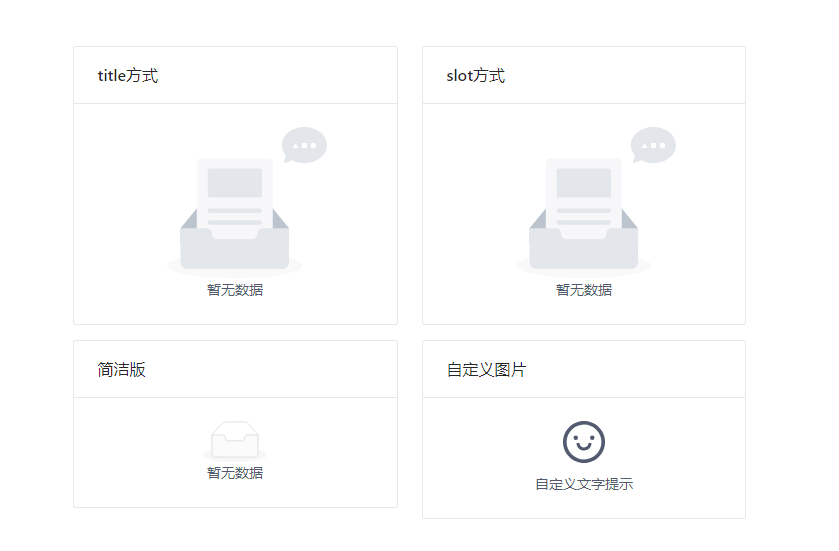 title方式
slot方式
暂无数据
暂无数据
简洁版
自定义图片
暂无数据
自定义文字提示